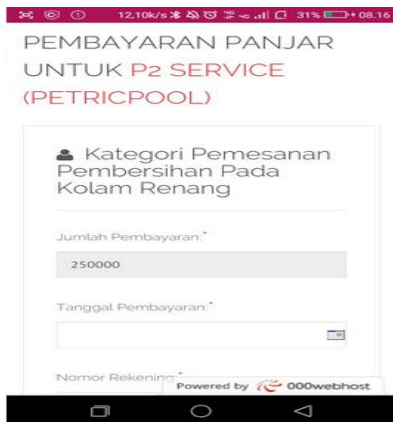 12,10k/s 31% 08.16
PEMBAYARAN PANJAR
UNTUK P2 SERVICE
(PETRICPOOL)
Kategori Pemesanan
Pembersihan Pada
Kolam Renang
Jumlah Pembayaran:*
250000
Tanggal Pembayaran:*
Nomor Rekening:*
Powered by 000webhost